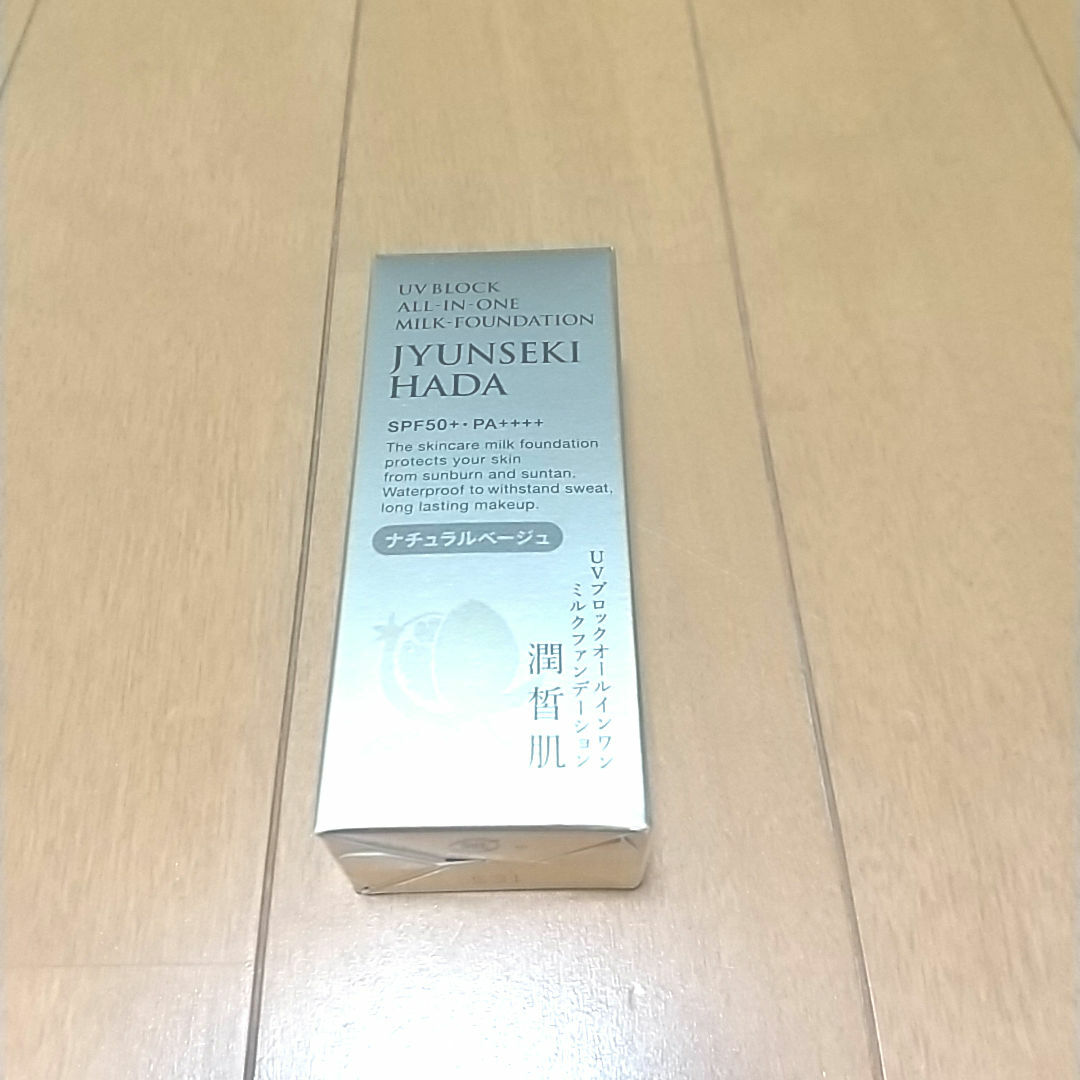 UV BLOCK
ALL-IN-ONE
MILK-FOUNDATION
JYUNSEKI
HADA
SPF50+・PA++++
The skincare milk foundation
protects your skin
from sunburn and suntan.
Waterproof to withstand sweat,
long lasting makeup.
ナチュラルベージュ
UVブロックオールインワン
ミルクファンデーション
潤皙肌